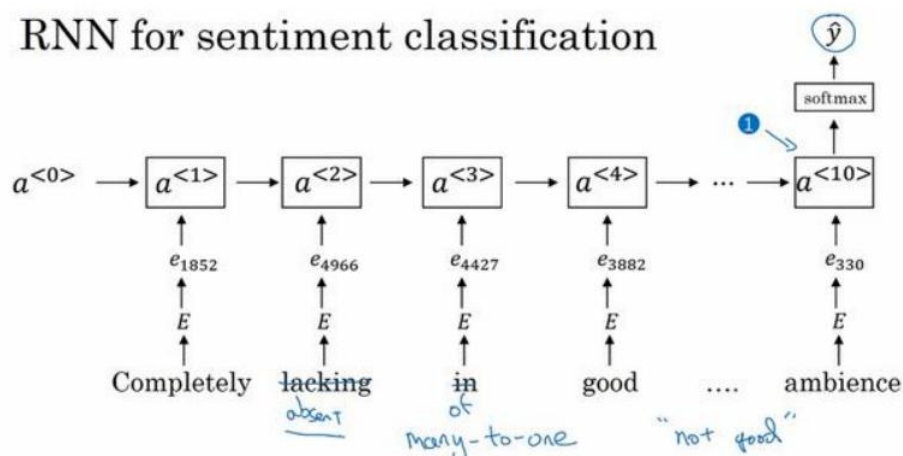 RNN for sentiment classification
ŷ
softmax
1
a<0> a<1> a<2> a<3> a<4> ... a<10>
e1852 e4966 e4427 e3882 e330
E E E E E
Completely lacking in good .... ambience
absent of
many-to-one "not good"